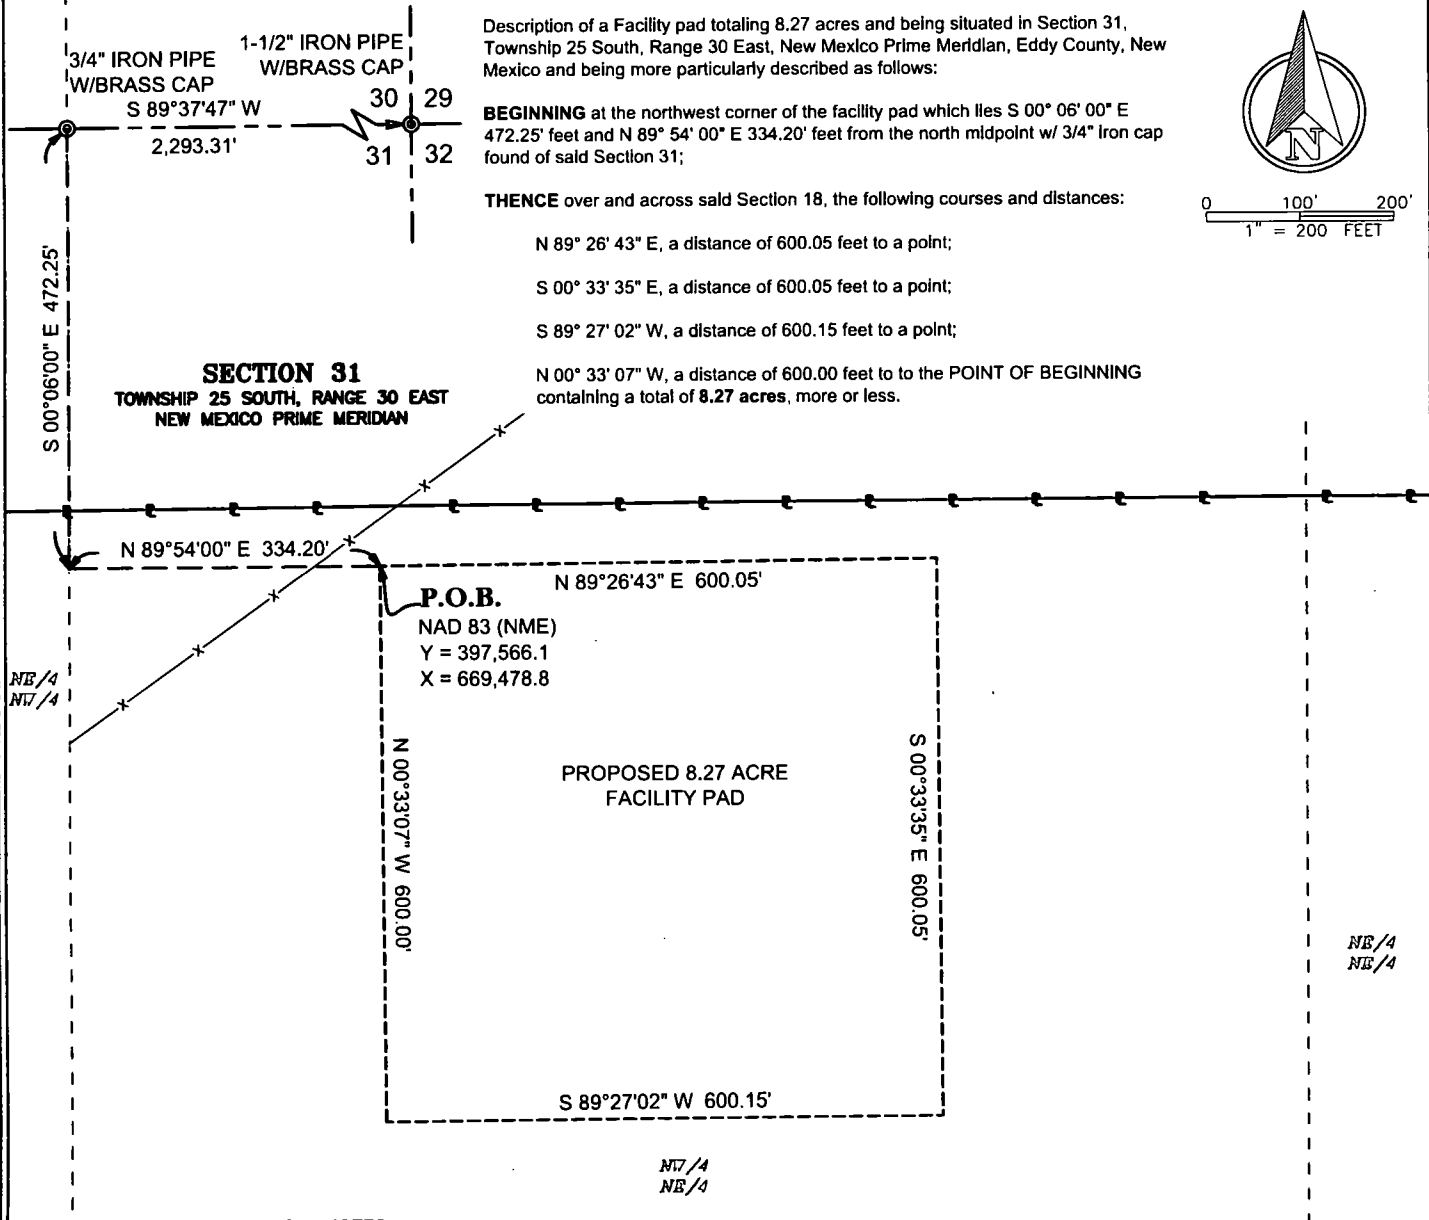 Description of a Facility pad totaling 8.27 acres and being situated in Section 31,
Township 25 South, Range 30 East, New Mexico Prime Meridian, Eddy County, New
Mexico and being more particularly described as follows:
BEGINNING at the northwest corner of the facility pad which lies S 00° 06' 00" E
472.25' feet and N 89° 54' 00" E 334.20' feet from the north midpoint w/ 3/4" iron cap
found of said Section 31;
THENCE over and across said Section 18, the following courses and distances:
N 89° 26' 43" E, a distance of 600.05 feet to a point;
S 00° 33' 35" E, a distance of 600.05 feet to a point;
S 89° 27' 02" W, a distance of 600.15 feet to a point;
N 00° 33' 07" W, a distance of 600.00 feet to to the POINT OF BEGINNING
containing a total of 8.27 acres, more or less.
3/4" IRON PIPE
W/BRASS CAP
1-1/2" IRON PIPE
W/BRASS CAP
S 89°37'47" W
2,293.31'
30 29
31 32
N
0 100' 200'
1" = 200 FEET
S 00°06'00" E 472.25'
SECTION 31
TOWNSHIP 25 SOUTH, RANGE 30 EAST
NEW MEXICO PRIME MERIDIAN
N 89°54'00" E 334.20'
N 89°26'43" E 600.05'
P.O.B.
NAD 83 (NME)
Y = 397,566.1
X = 669,478.8
NE/4
NW/4
N 00°33'07" W 600.00'
PROPOSED 8.27 ACRE
FACILITY PAD
S 00°33'35" E 600.05'
NE/4
NE/4
S 89°27'02" W 600.15'
NW/4
NE/4